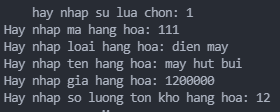 hay nhap su lua chon: 1
Hay nhap ma hang hoa: 111
Hay nhap loai hang hoa: dien may
Hay nhap ten hang hoa: may hut bui
Hay nhap gia hang hoa: 1200000
Hay nhap so luong ton kho hang hoa: 12